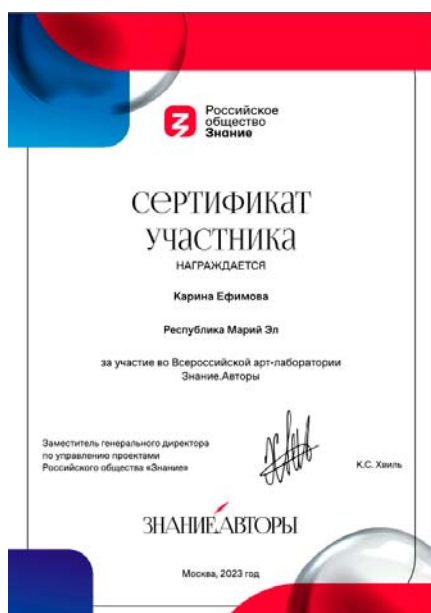 Российское
общество
Знание
СЕРТИФИКАТ
УЧАСТНИКА
НАГРАЖДАЕТСЯ
Карина Ефимова
Республика Марий Эл
за участие во Всероссийской арт-лаборатории
Знание.Авторы
Заместитель генерального директора
по управлению проектами
Российского общества «Знание»
К.С. Хвиль
ЗНАНИЕ.АВТОРЫ
Москва, 2023 год